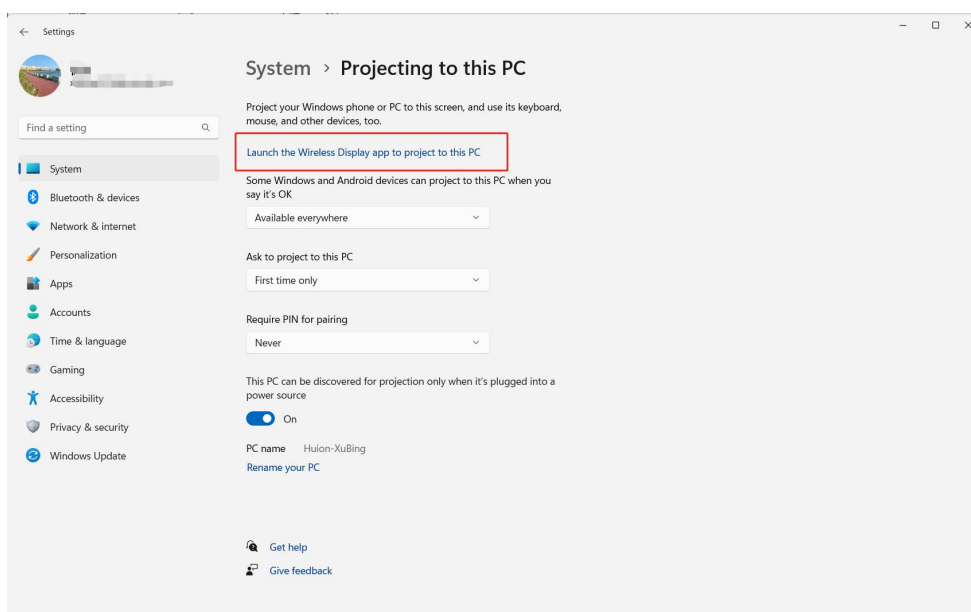 Settings
System > Projecting to this PC
Project your Windows phone or PC to this screen, and use its keyboard,
mouse, and other devices, too.
Find a setting
Launch the Wireless Display app to project to this PC
System
Some Windows and Android devices can project to this PC when you
say it's OK
Bluetooth & devices
Available everywhere
Network & internet
Personalization
Ask to project to this PC
Apps
First time only
Accounts
Require PIN for pairing
Time & language
Never
Gaming
This PC can be discovered for projection only when it's plugged into a
power source
Accessibility
On
Privacy & security
PC name Huion-XuBing
Windows Update
Rename your PC
Get help
Give feedback